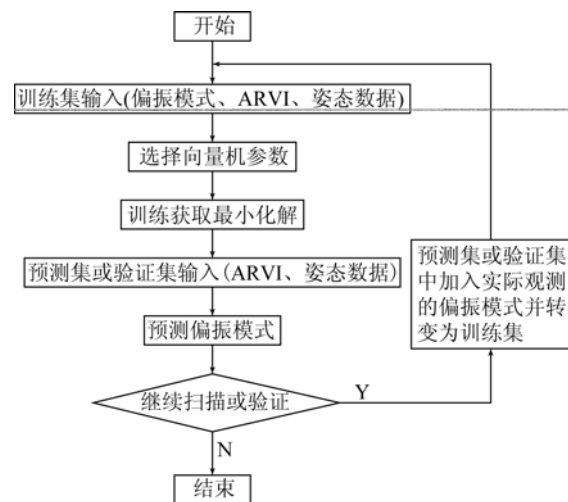 开始
训练集输入(偏振模式、ARVI、姿态数据)
选择向量机参数
训练获取最小化解
预测集或验证集输入(ARVI、姿态数据)
预测偏振模式
继续扫描或验证
Y
预测集或验证集
中加入实际观测
的偏振模式并转
变为训练集
N
结束